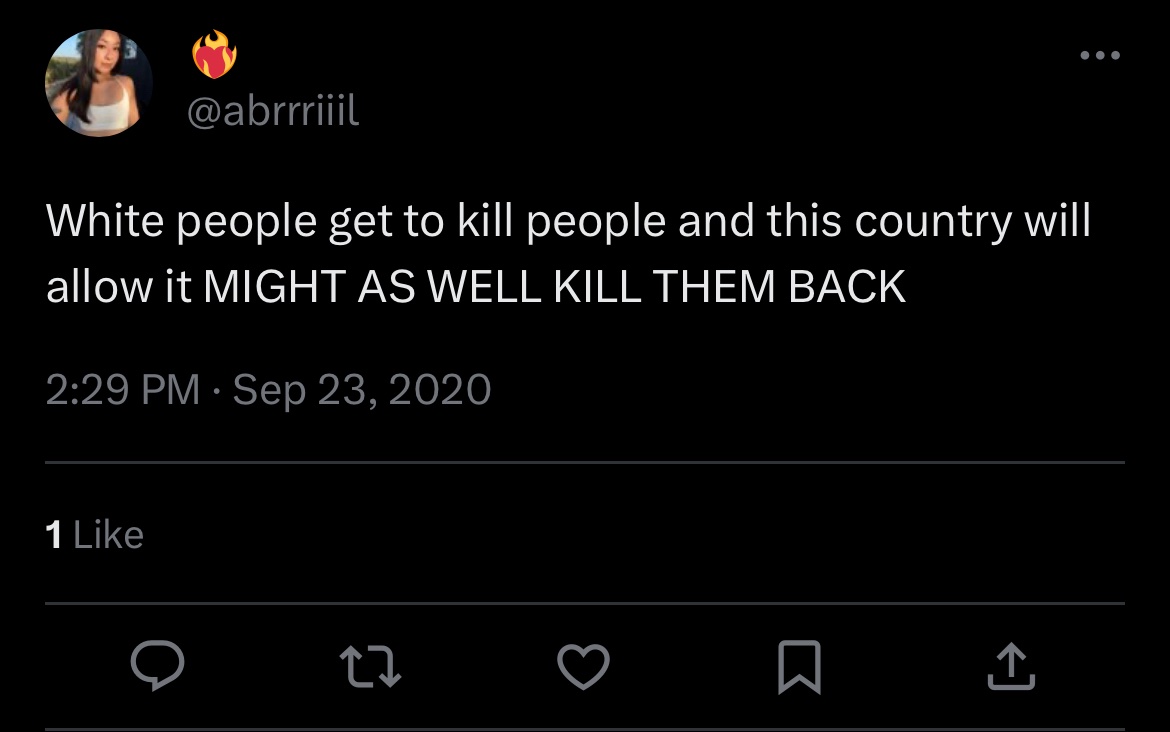 @abrrriiil
White people get to kill people and this country will
allow it MIGHT AS WELL KILL THEM BACK
2:29 PM · Sep 23, 2020
1 Like